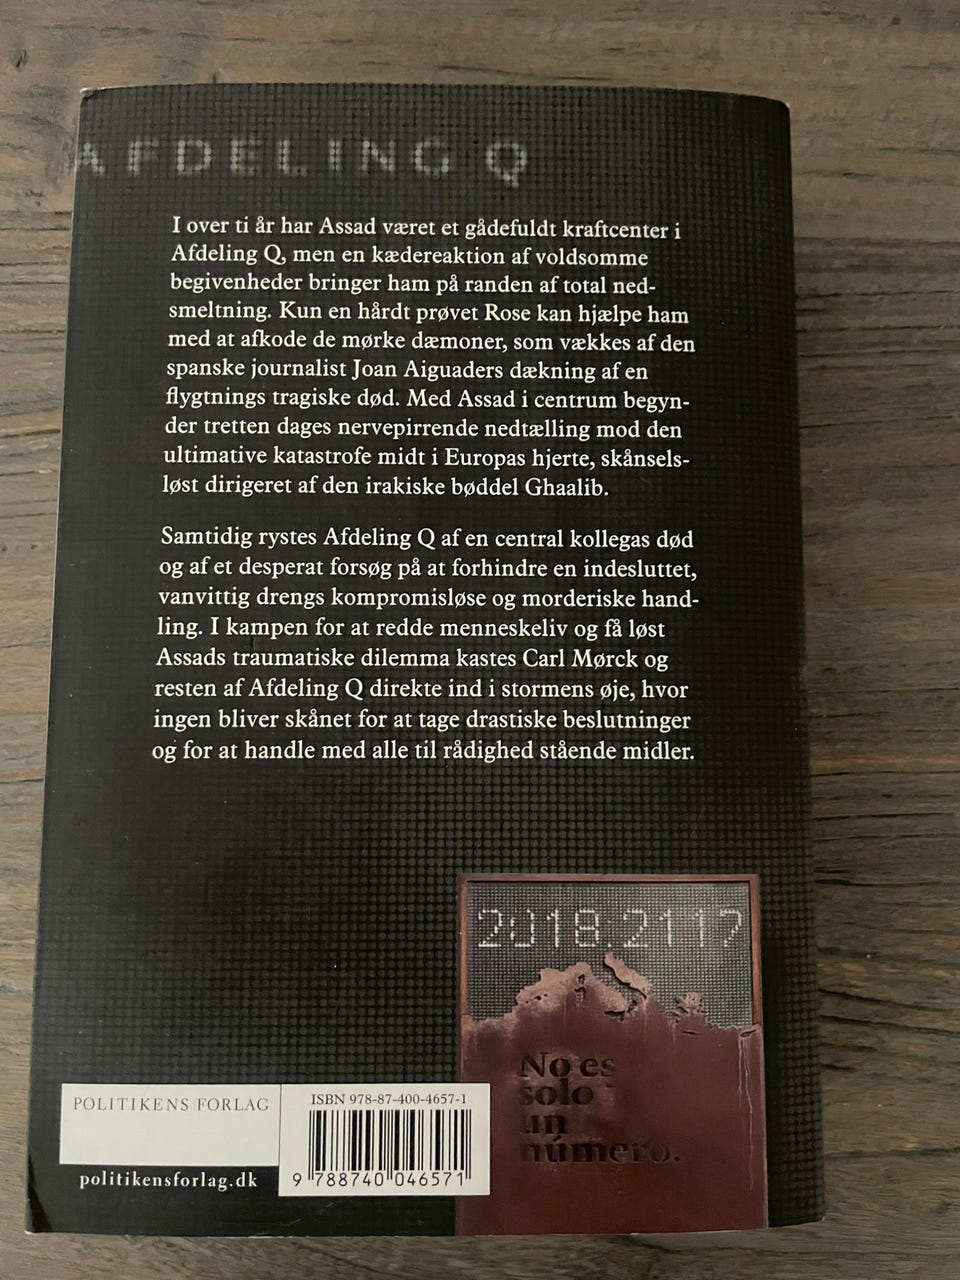 AFDELING Q
I over ti år har Assad været et gådefuldt kraftcenter i
Afdeling Q, men en kædereaktion af voldsomme
begivenheder bringer ham på randen af total ned-
smeltning. Kun en hårdt prøvet Rose kan hjælpe ham
med at afkode de mørke dæmoner, som vækkes af den
spanske journalist Joan Aiguaders dækning af en
flygtnings tragiske død. Med Assad i centrum begyn-
der tretten dages nervepirrende nedtælling mod den
ultimative katastrofe midt i Europas hjerte, skånsels-
løst dirigeret af den irakiske bøddel Ghaalib.
Samtidig rystes Afdeling Q af en central kollegas død
og af et desperat forsøg på at forhindre en indesluttet,
vanvittig drengs kompromisløse og morderiske hand-
ling. I kampen for at redde menneskeliv og få løst
Assads traumatiske dilemma kastes Carl Mørck og
resten af Afdeling Q direkte ind i stormens øje, hvor
ingen bliver skånet for at tage drastiske beslutninger
og for at handle med alle til rådighed stående midler.
2018:2117
No es
solo
un
número.
POLITIKENS FORLAG
politikensforlag.dk
ISBN 978-87-400-4657-1
9 788740 046571